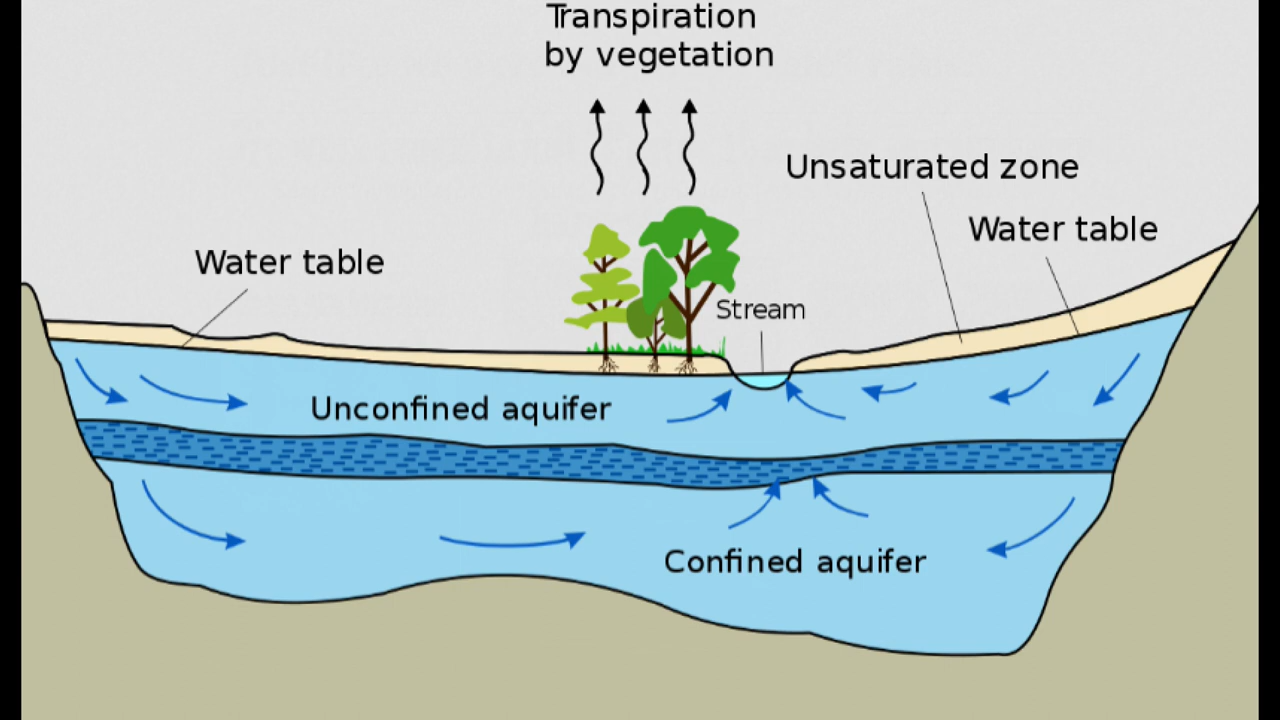 Transpiration
by vegetation
Unsaturated zone
Water table
Water table
Stream
Unconfined aquifer
Confined aquifer